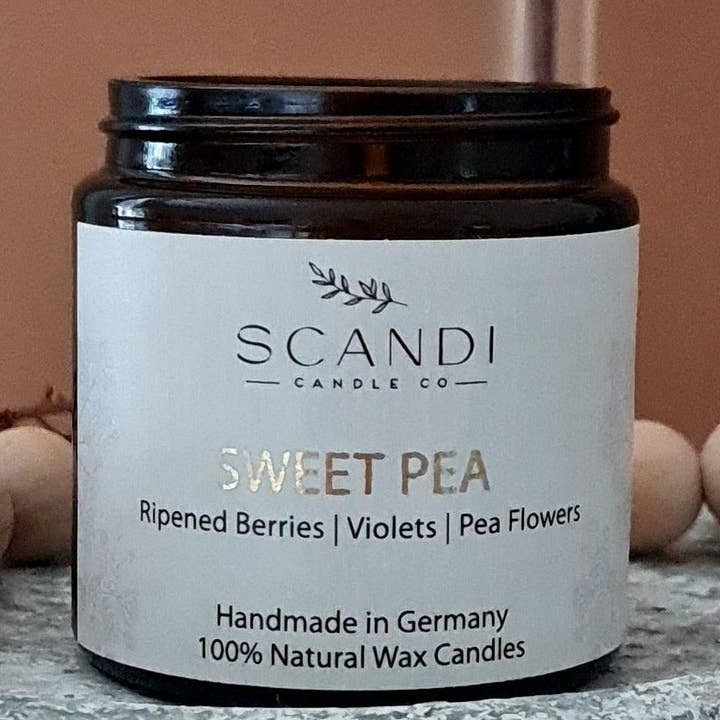 SCANDI
CANDLE CO
SWEET PEA
Ripened Berries | Violets | Pea Flowers
Handmade in Germany
100% Natural Wax Candles